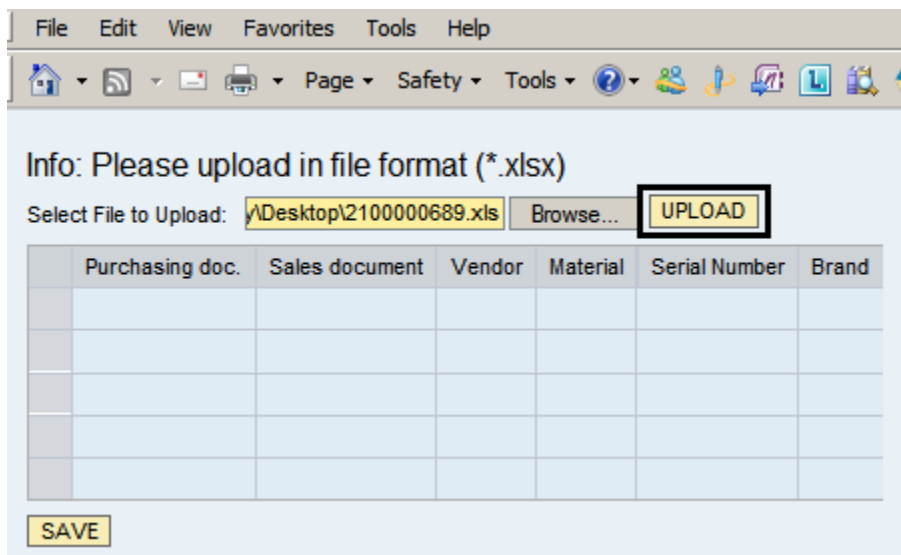 File Edit View Favorites Tools Help
Page Safety Tools
Info: Please upload in file format (*.xlsx)
Select File to Upload: y\Desktop\2100000689.xls Browse... UPLOAD
Purchasing doc. Sales document Vendor Material Serial Number Brand
SAVE